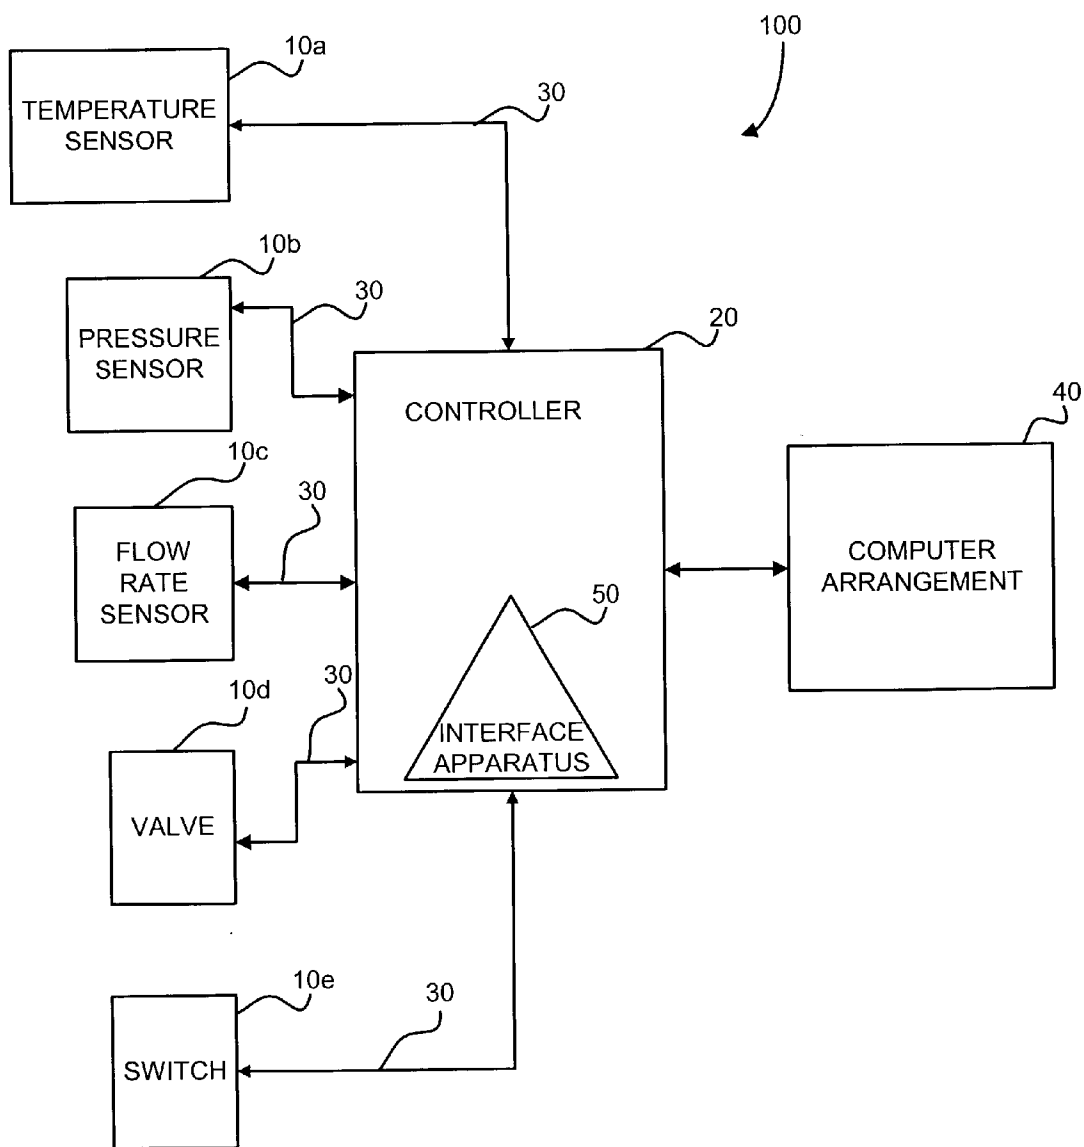 100
10a
TEMPERATURE
SENSOR
30
10b
PRESSURE
SENSOR
30
20
CONTROLLER
40
10c
FLOW
RATE
SENSOR
30
COMPUTER
ARRANGEMENT
50
INTERFACE
APPARATUS
10d
VALVE
30
10e
SWITCH
30